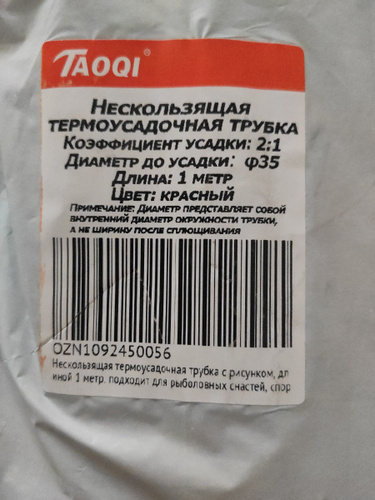 TAOQI®
Нескользящая
термоусадочная трубка
Коэффициент усадки: 2:1
Диаметр до усадки: φ35
Длина: 1 метр
Цвет: красный
Примечание: Диаметр представляет собой
внутренний диаметр окружности трубки,
а не ширину после сплющивания
OZN1092450056
Нескользящая термоусадочная трубка с рисунком, дл
иной 1 метр, подходит для рыболовных снастей, спор